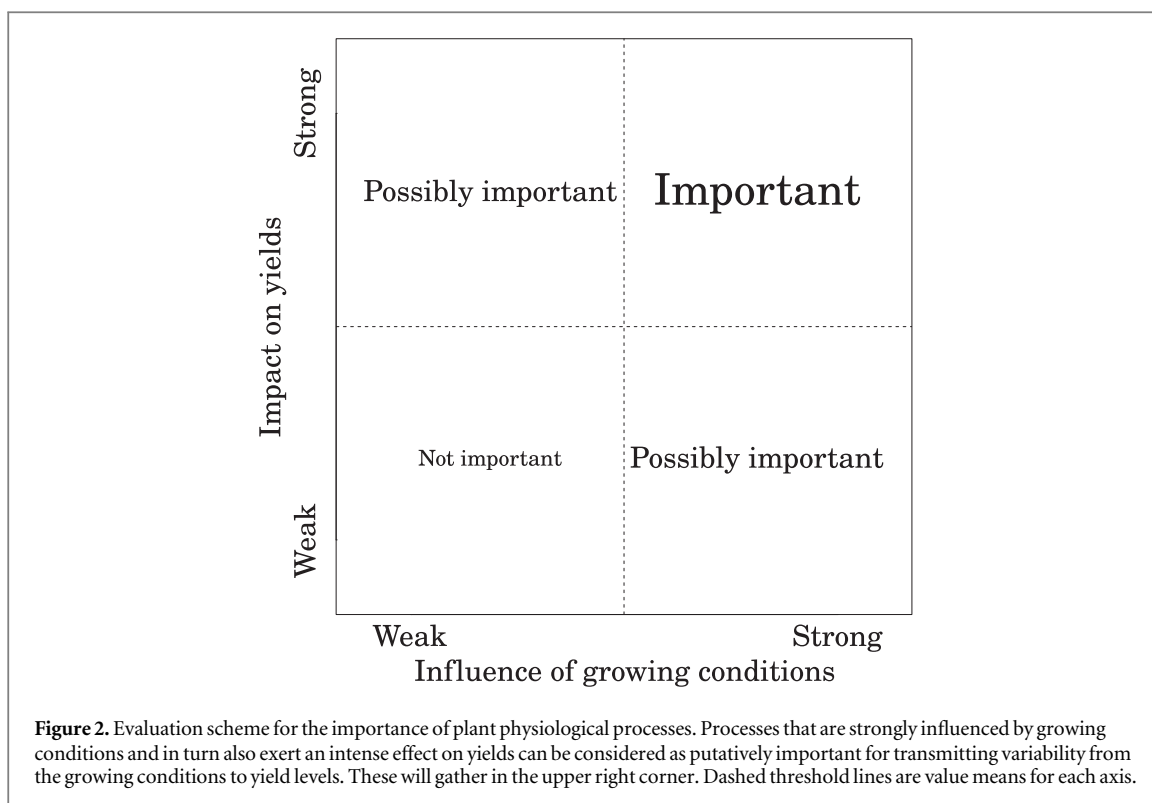 Strong
Possibly important
Important
Impact on yields
Not important
Possibly important
Weak
Weak
Strong
Influence of growing conditions
Figure 2. Evaluation scheme for the importance of plant physiological processes. Processes that are strongly influenced by growing
conditions and in turn also exert an intense effect on yields can be considered as putatively important for transmitting variability from
the growing conditions to yield levels. These will gather in the upper right corner. Dashed threshold lines are value means for each axis.